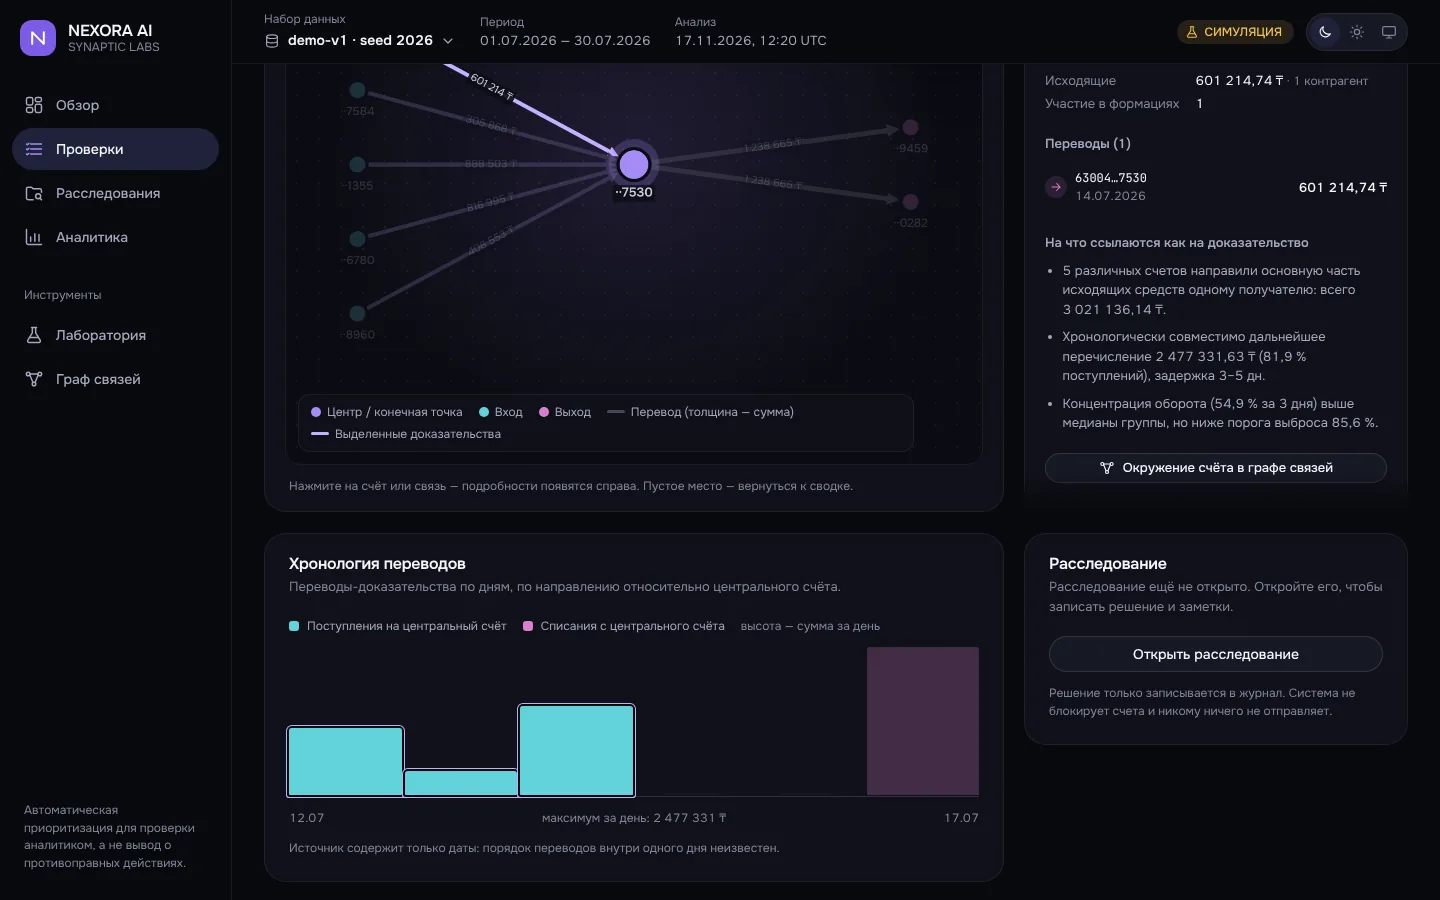 NEXORA AI
SYNAPTIC LABS
Обзор
Проверки
Расследования
Аналитика
Инструменты
Лаборатория
Граф связей
Автоматическая
приоритизация для проверки
аналитиком, а не вывод о
противоправных действиях.
Набор данных
demo-v1 · seed 2026
Период
01.07.2026 — 30.07.2026
Анализ
17.11.2026, 12:20 UTC
СИМУЛЯЦИЯ
601 214 ₸
··7584
305 868 ₸
··1355
888 503 ₸
··6780
816 995 ₸
··8960
408 553 ₸
··7530
1 238 665 ₸
··9459
1 238 666 ₸
··0282
Центр / конечная точка
Вход
Выход
Перевод (толщина — сумма)
Выделенные доказательства
Нажмите на счёт или связь — подробности появятся справа. Пустое место — вернуться к сводке.
Исходящие 601 214,74 ₸ · 1 контрагент
Участие в формациях 1
Переводы (1)
63004…7530
14.07.2026
601 214,74 ₸
На что ссылаются как на доказательство
• 5 различных счетов направили основную часть
исходящих средств одному получателю: всего
3 021 136,14 ₸.
• Хронологически совместимо дальнейшее
перечисление 2 477 331,63 ₸ (81,9 %
поступлений), задержка 3–5 дн.
• Концентрация оборота (54,9 % за 3 дня) выше
медианы группы, но ниже порога выброса 85,6 %.
Окружение счёта в графе связей
Хронология переводов
Переводы-доказательства по дням, по направлению относительно центрального счёта.
Поступления на центральный счёт
Списания с центрального счёта
высота — сумма за день
12.07
максимум за день: 2 477 331 ₸
17.07
Источник содержит только даты: порядок переводов внутри одного дня неизвестен.
Расследование
Расследование ещё не открыто. Откройте его, чтобы
записать решение и заметки.
Открыть расследование
Решение только записывается в журнал. Система не
блокирует счета и никому ничего не отправляет.